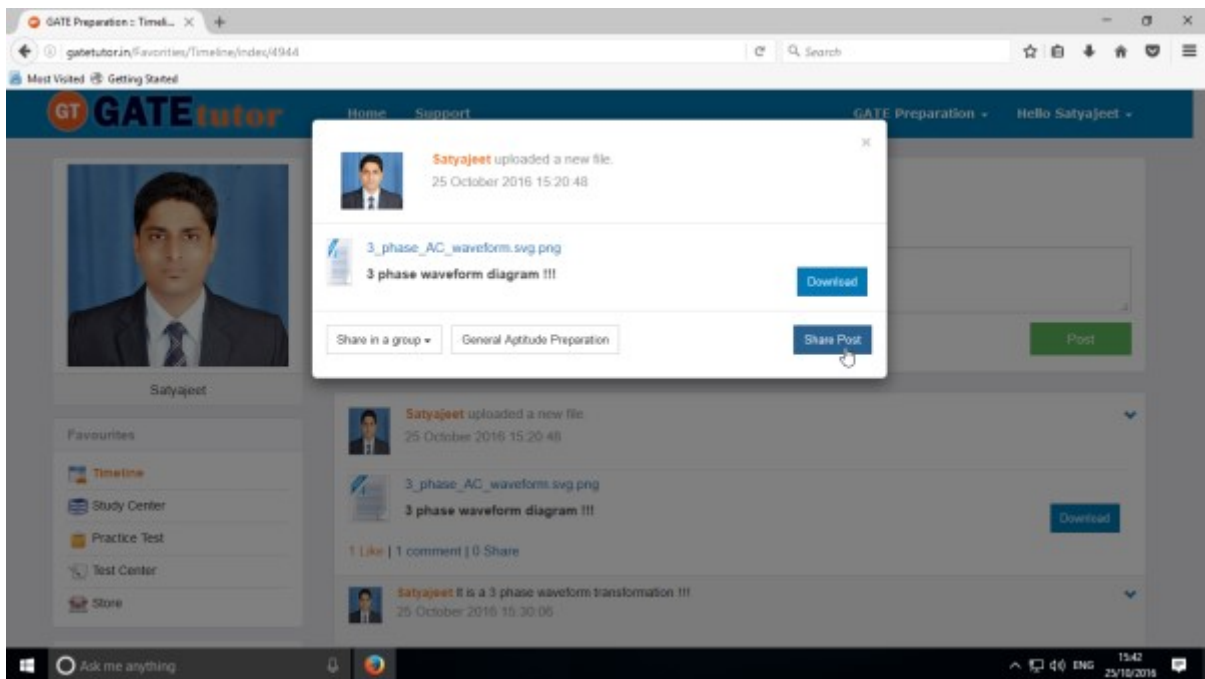 GATE Preparation :: Timeli...
gatetutor.in/Favorities/Timeline/index/4944
Search
Most Visited Getting Started
GT GATEtutor
Home Support GATE Preparation Hello Satyajeet
Satyajeet uploaded a new file.
25 October 2016 15:20:48
3_phase_AC_waveform.svg.png
3 phase waveform diagram !!!
Download
Share in a group General Aptitude Preparation Share Post
Post
Satyajeet
Favourites
Timeline
Study Center
Practice Test
Test Center
Store
Satyajeet uploaded a new file
25 October 2016 15:20:48
3_phase_AC_waveform.svg.png
3 phase waveform diagram !!!
Download
1 Like | 1 comment | 0 Share
Satyajeet It is a 3 phase waveform transformation !!!
25 October 2016 15:30:06
Ask me anything
ENG
15:42
25/10/2016